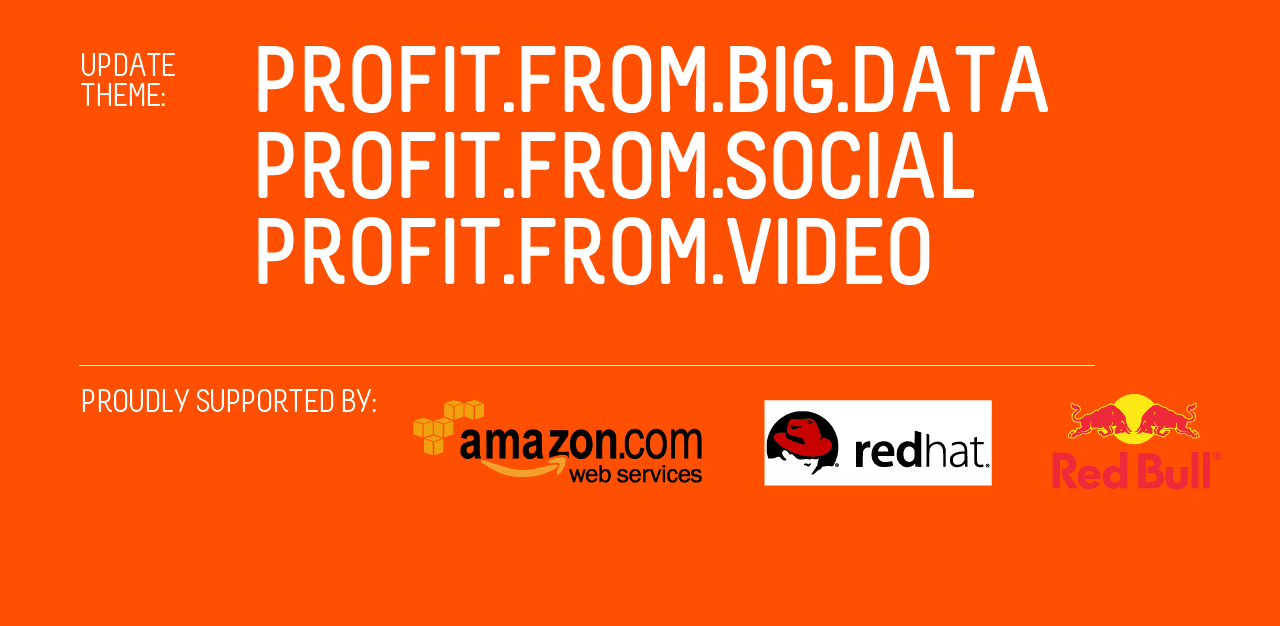 UPDATE
THEME:
PROFIT.FROM.BIG.DATA
PROFIT.FROM.SOCIAL
PROFIT.FROM.VIDEO
PROUDLY SUPPORTED BY:
amazon.com
web services
redhat.
Red Bull®